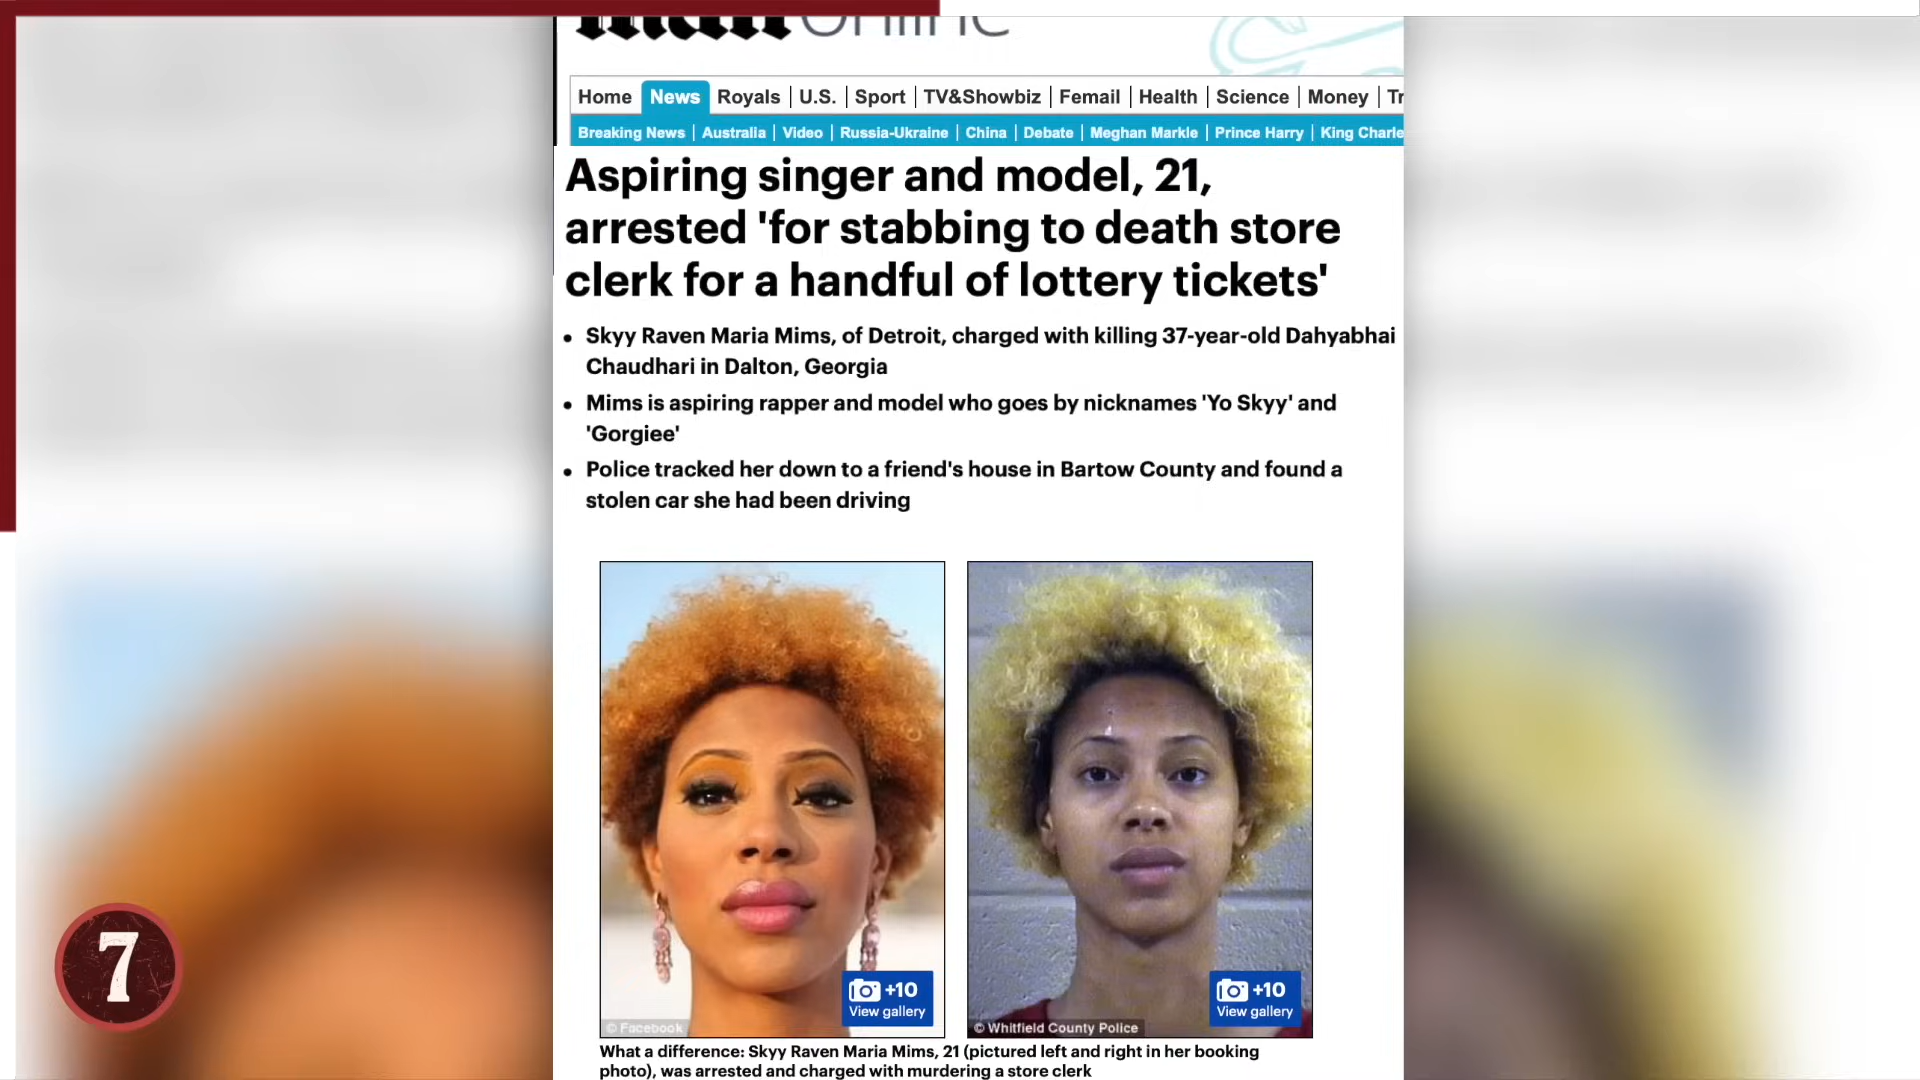 mail Online
Home News Royals U.S. Sport TV&Showbiz Femail Health Science Money
Breaking News Australia Video Russia-Ukraine China Debate Meghan Markle Prince Harry King Charle
Aspiring singer and model, 21,
arrested 'for stabbing to death store
clerk for a handful of lottery tickets'
• Skyy Raven Maria Mims, of Detroit, charged with killing 37-year-old Dahyabhai
Chaudhari in Dalton, Georgia
• Mims is aspiring rapper and model who goes by nicknames 'Yo Skyy' and
'Gorgiee'
• Police tracked her down to a friend's house in Bartow County and found a
stolen car she had been driving
+10
View gallery
© Facebook
+10
View gallery
© Whitfield County Police
What a difference: Skyy Raven Maria Mims, 21 (pictured left and right in her booking
photo), was arrested and charged with murdering a store clerk
7